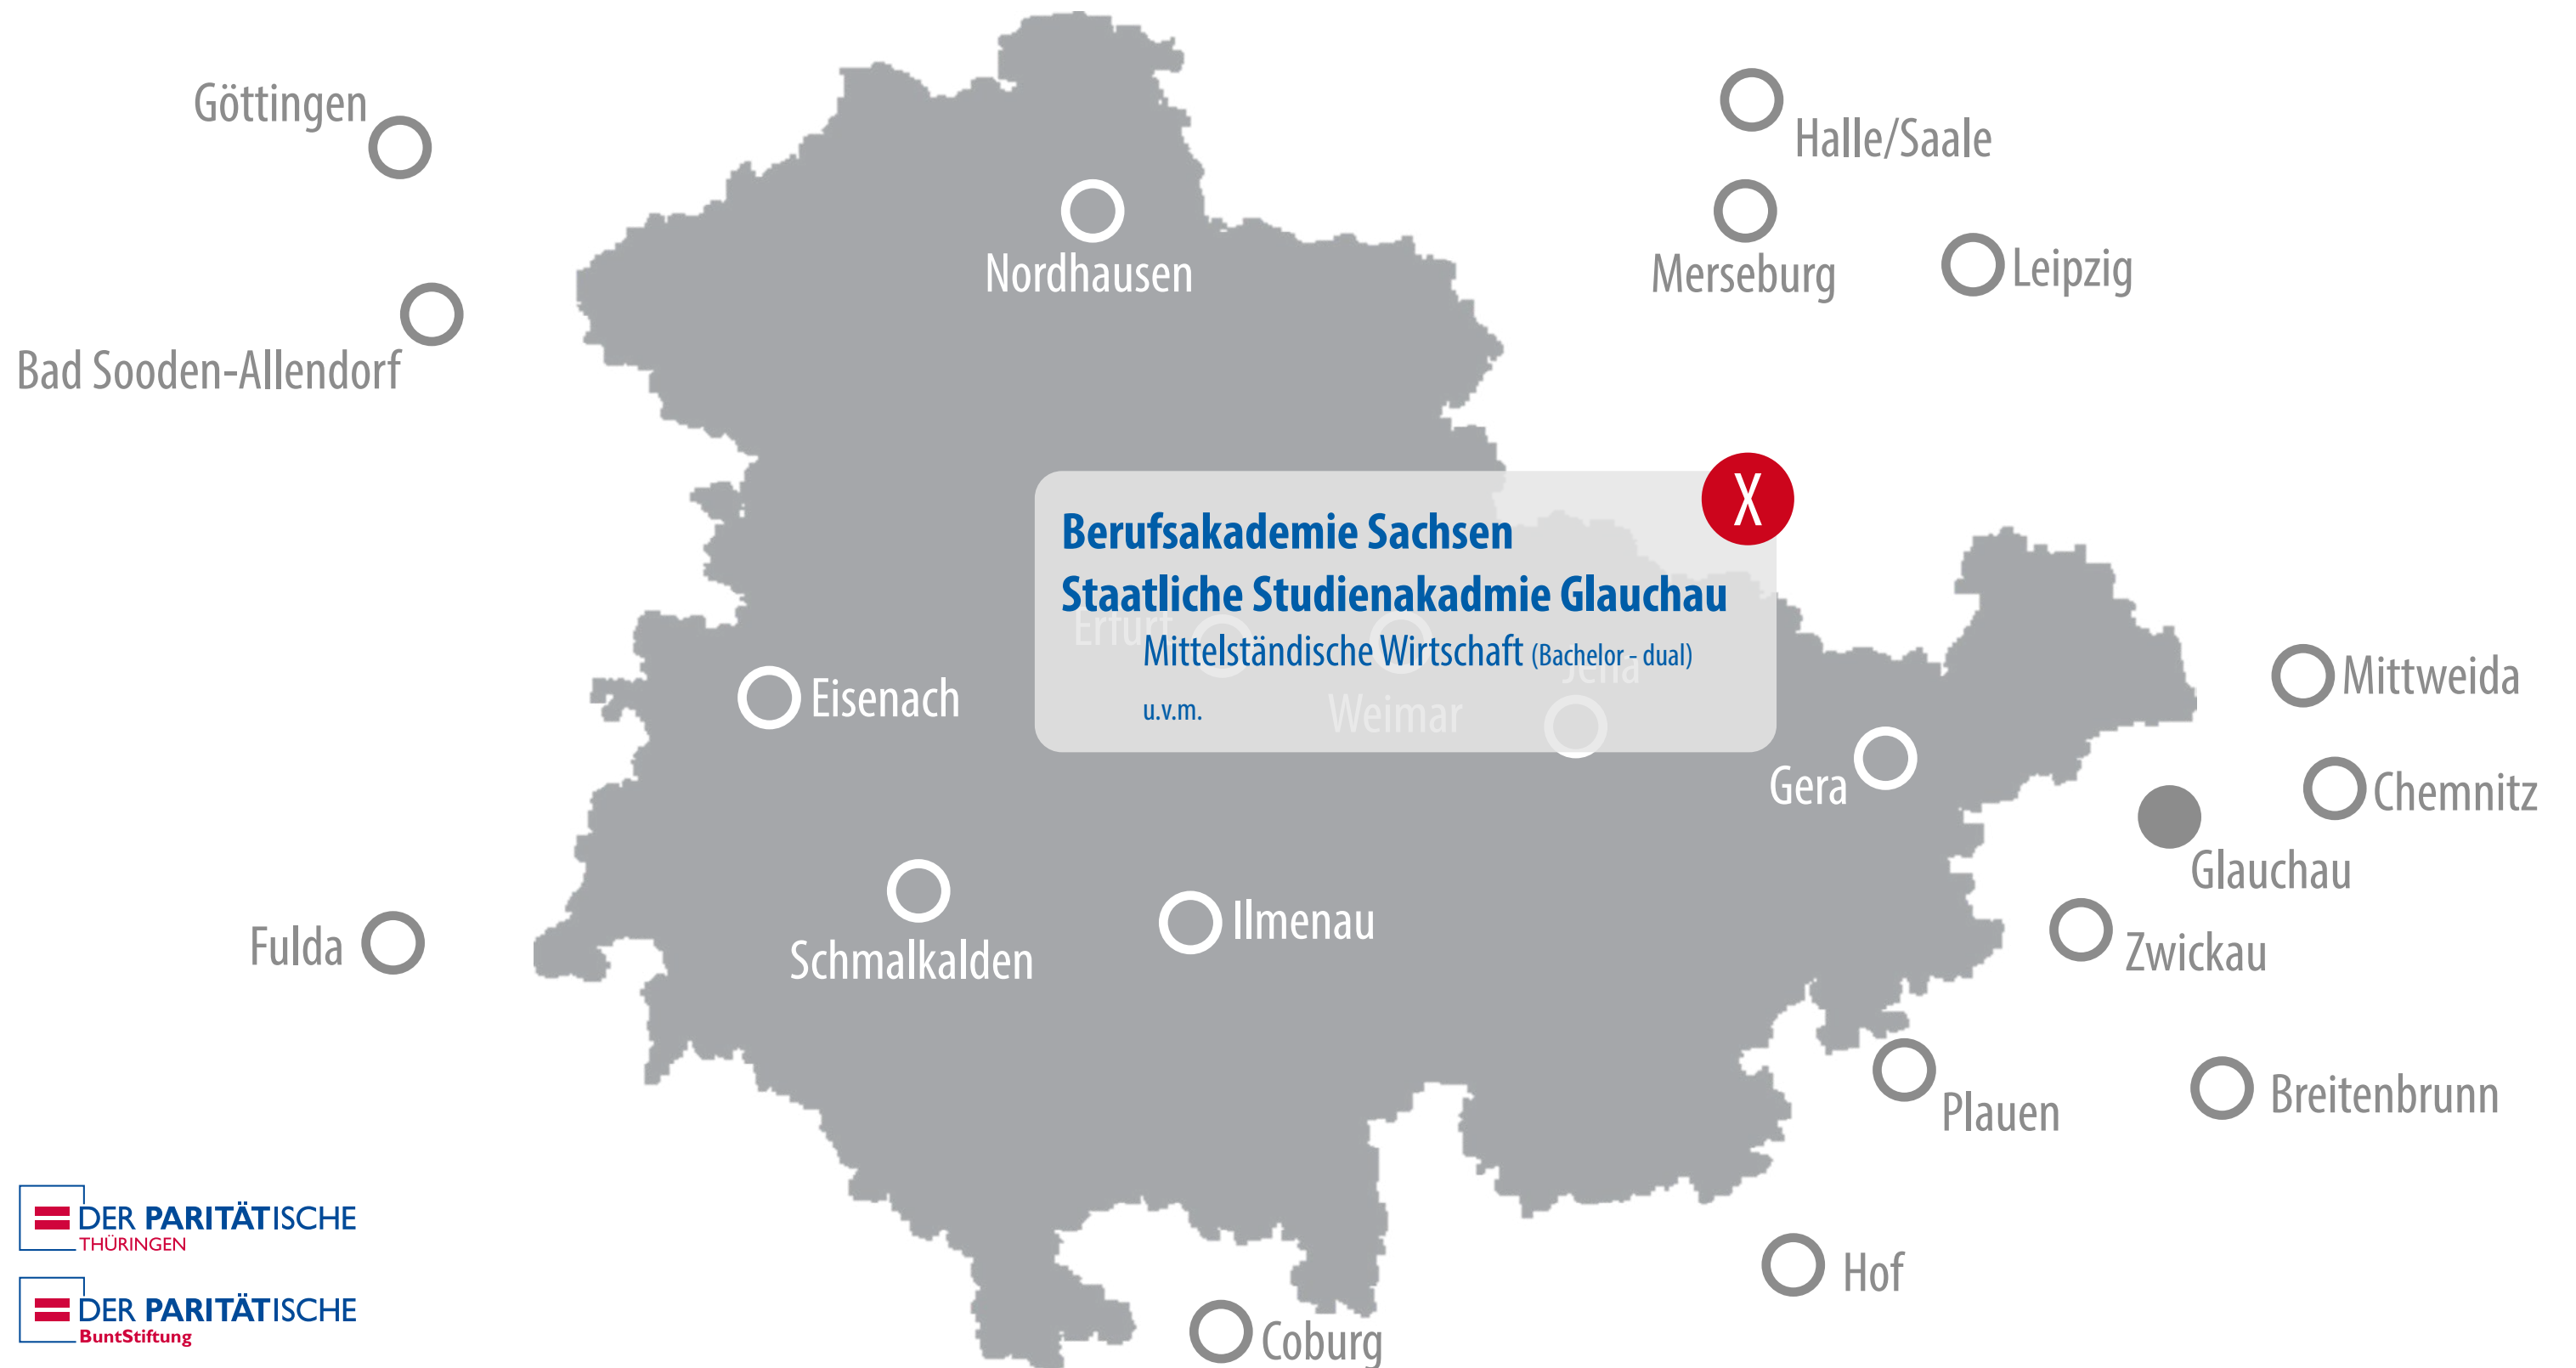 Göttingen
Halle/Saale
Nordhausen
Merseburg
Leipzig
Bad Sooden-Allendorf
X
Berufsakademie Sachsen
Staatliche Studienakadmie Glauchau
Erfurt
Mittelständische Wirtschaft (Bachelor - dual)
Jena
u.v.m.
Weimar
Eisenach
Mittweida
Gera
Chemnitz
Glauchau
Fulda
Schmalkalden
Ilmenau
Zwickau
Plauen
Breitenbrunn
DER PARITÄTISCHE
THÜRINGEN
Hof
DER PARITÄTISCHE
BuntStiftung
Coburg